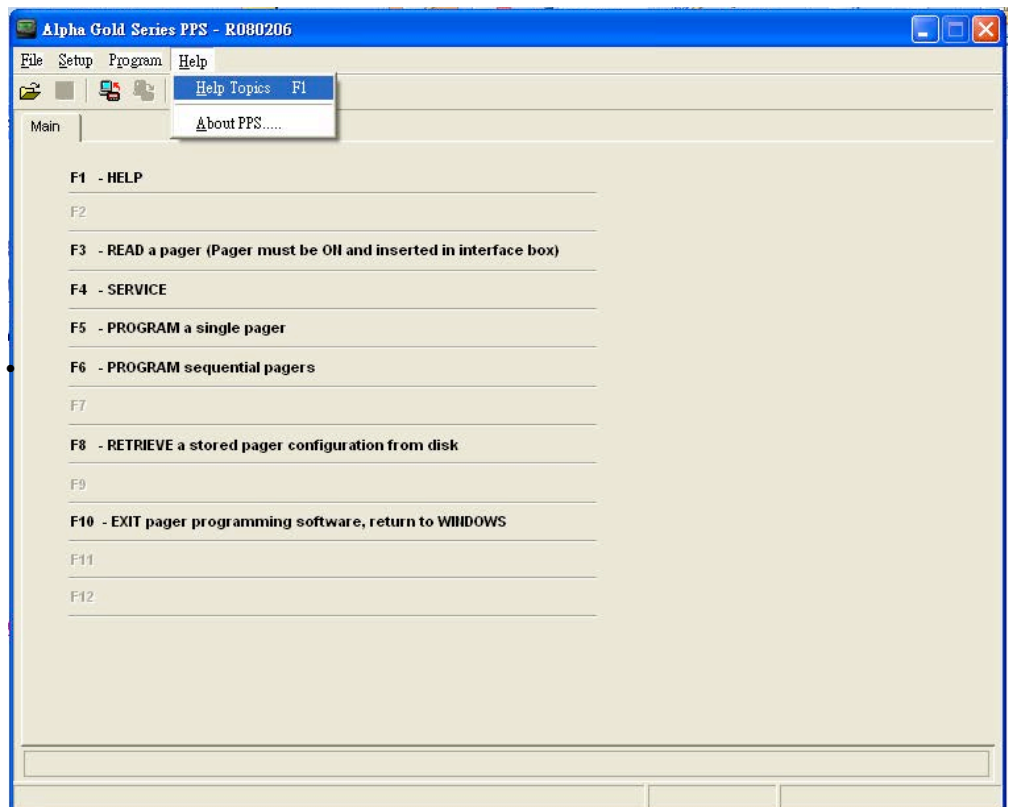 Alpha Gold Series PPS - R080206
File Setup Program Help
Help Topics F1
Main
About PPS.....
F1 - HELP
F2
F3 - READ a pager (Pager must be ON and inserted in interface box)
F4 - SERVICE
F5 - PROGRAM a single pager
F6 - PROGRAM sequential pagers
F7
F8 - RETRIEVE a stored pager configuration from disk
F9
F10 - EXIT pager programming software, return to WINDOWS
F11
F12